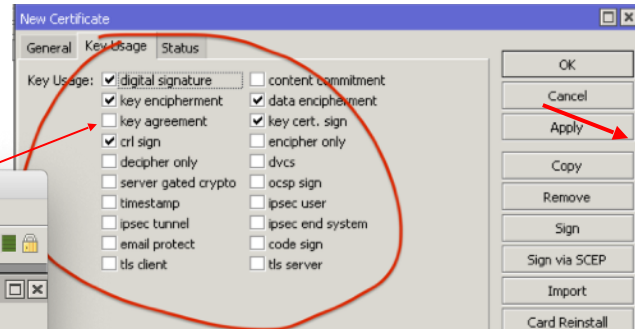 New Certificate
General Key Usage Status
Key Usage: digital signature content commitment
key encipherment data encipherment
key agreement key cert. sign
crl sign encipher only
decipher only dvcs
server gated crypto ocsp sign
timestamp ipsec user
ipsec tunnel ipsec end system
email protect code sign
tls client tls server
OK
Cancel
Apply
Copy
Remove
Sign
Sign via SCEP
Import
Card Reinstall